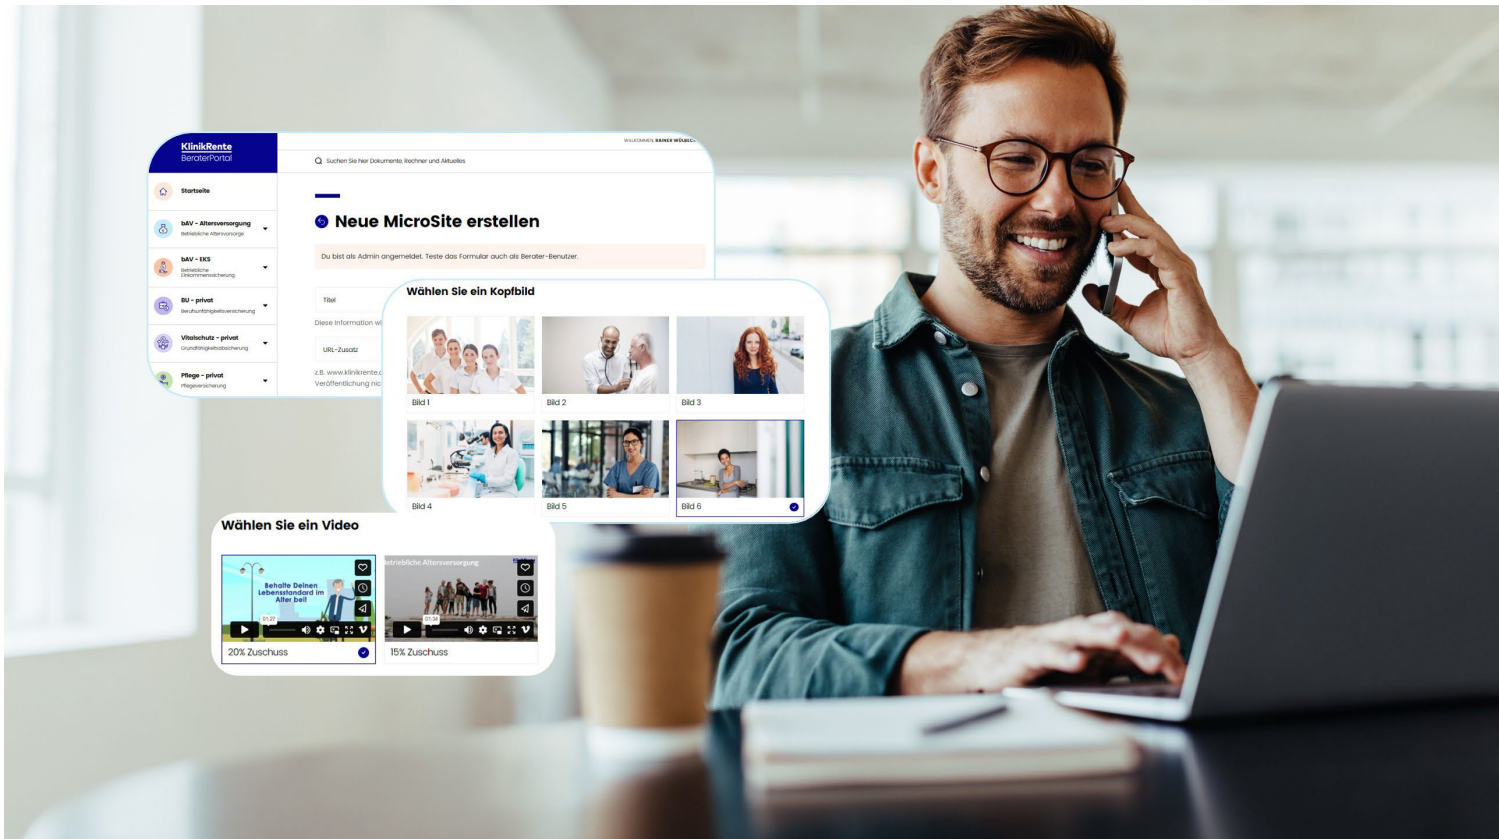 KlinikRente
BeraterPortal
WILLKOMMEN, RAINER
Suchen Sie hier Dokumente, Rechner und Aktuelles
Startseite
bAV - Altersversorgung
Betriebliche Altersvorsorge
bAV - EKS
Betriebliche
Einkommenssicherung
BU - privat
Berufsunfähigkeitsversicherung
Vitalschutz - privat
Grundfähigkeitsabsicherung
Pflege - privat
Pflegeversicherung
Neue MicroSite erstellen
Du bist als Admin angemeldet. Teste das Formular auch als Berater-Benutzer.
Titel
Diese Information wi
URL-Zusatz
z.B. www.klinikrente.d
Veröffentlichung nic
Wählen Sie ein Kopfbild
Bild 1
Bild 2
Bild 3
Bild 4
Bild 5
Bild 6
Wählen Sie ein Video
Behalte Deinen
Lebensstandard im
Alter bei!
01:27
20% Zuschuss
etriebliche Altersversorgung
01:34
15% Zuschuss